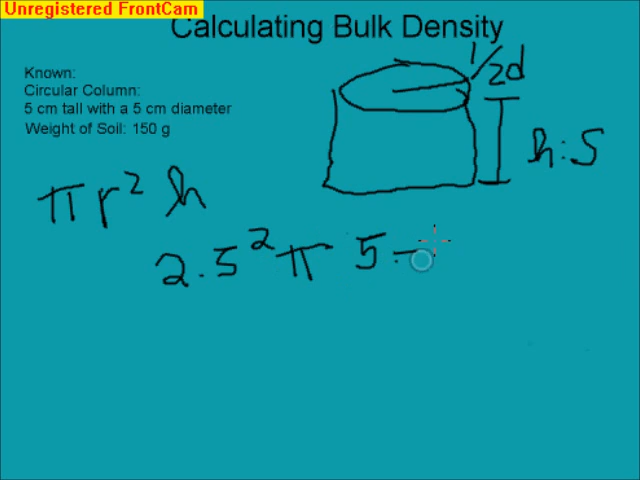 Unregistered FrontCam
Calculating Bulk Density
Known:
Circular Column:
5 cm tall with a 5 cm diameter
Weight of Soil: 150 g
1/2d
h:5
πr²h
2.5²π 5=